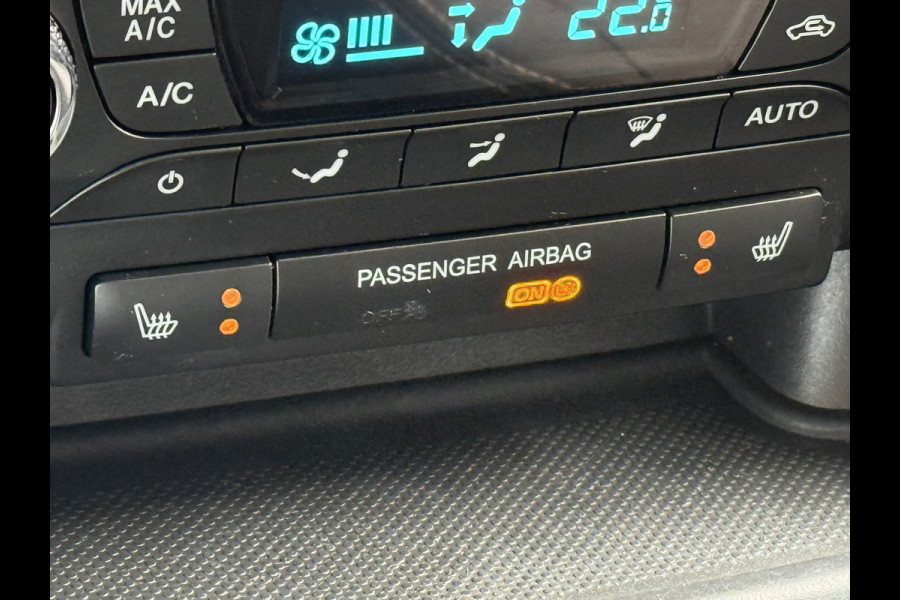 MAX
A/C
22.0
A/C
AUTO
PASSENGER AIRBAG
OFF
ON